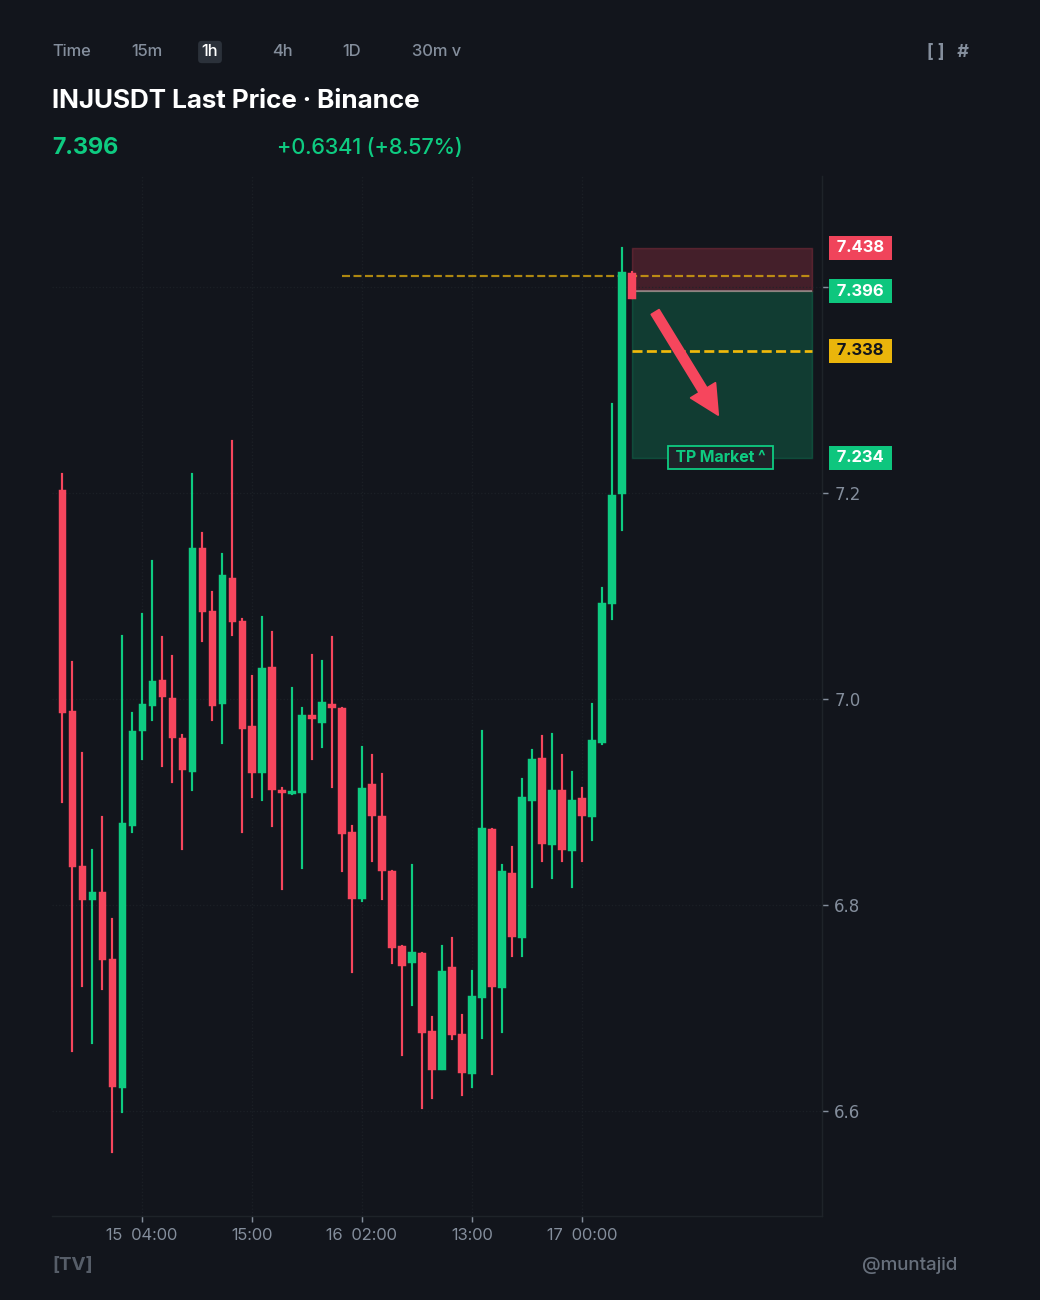 Time 15m 1h 4h 1D 30m v [ ] #
INJUSDT Last Price · Binance
7.396 +0.6341 (+8.57%)
7.438
7.396
7.338
TP Market ^ 7.234
7.2
7.0
6.8
6.6
15 04:00 15:00 16 02:00 13:00 17 00:00
[TV] @muntajid